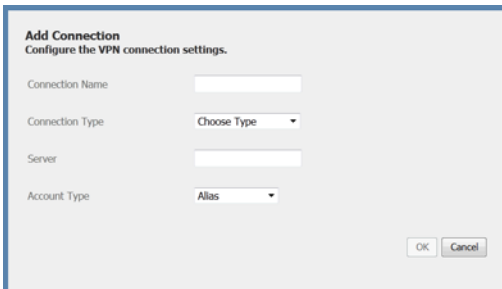 Add Connection
Configure the VPN connection settings.
Connection Name
Connection Type Choose Type
Server
Account Type Alias
OK Cancel